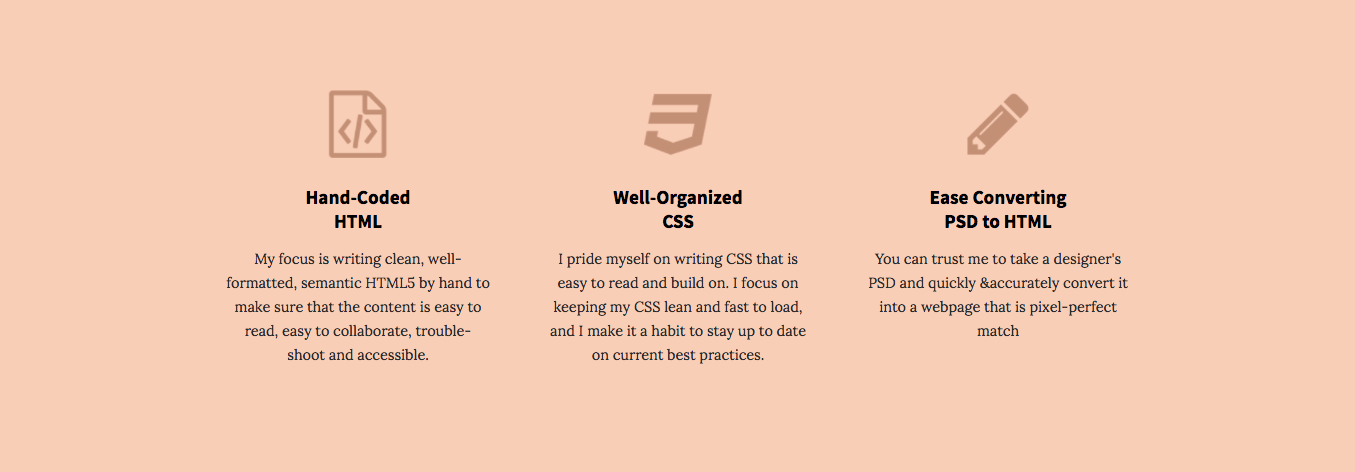 Hand-Coded
HTML
My focus is writing clean, well-
formatted, semantic HTML5 by hand to
make sure that the content is easy to
read, easy to collaborate, trouble-
shoot and accessible.
Well-Organized
CSS
I pride myself on writing CSS that is
easy to read and build on. I focus on
keeping my CSS lean and fast to load,
and I make it a habit to stay up to date
on current best practices.
Ease Converting
PSD to HTML
You can trust me to take a designer's
PSD and quickly &accurately convert it
into a webpage that is pixel-perfect
match